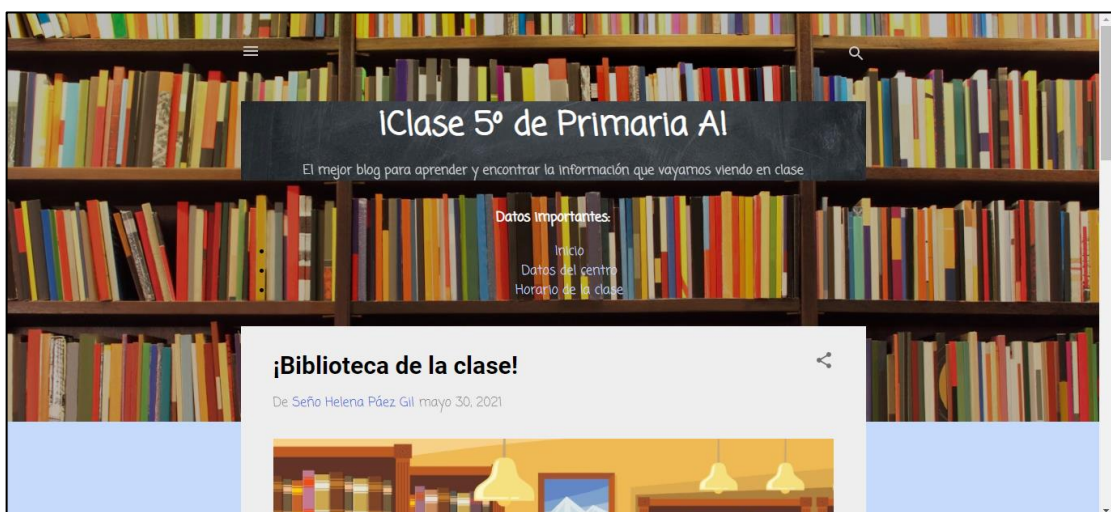 ¡Clase 5º de Primaria A!
El mejor blog para aprender y encontrar la información que vayamos viendo en clase
Datos importantes:
Inicio
Datos del centro
Horario de la clase
¡Biblioteca de la clase!
De Seño Helena Páez Gil mayo 30, 2021